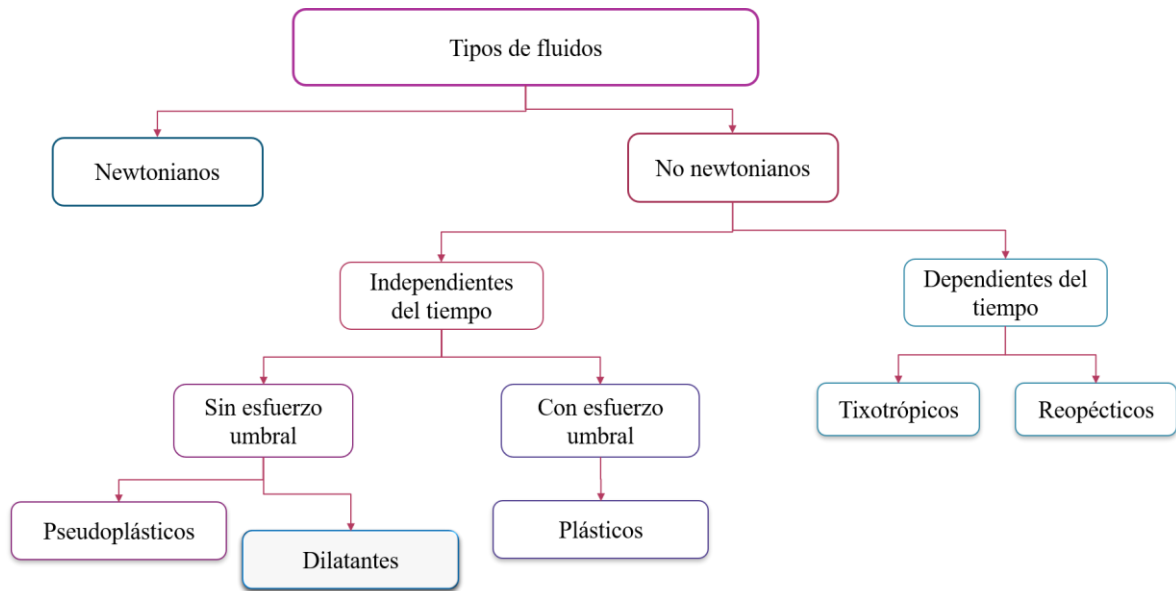 Tipos de fluidos
Newtonianos
No newtonianos
Independientes
del tiempo
Dependientes del
tiempo
Sin esfuerzo
umbral
Con esfuerzo
umbral
Tixotrópicos
Reopécticos
Pseudoplásticos
Dilatantes
Plásticos